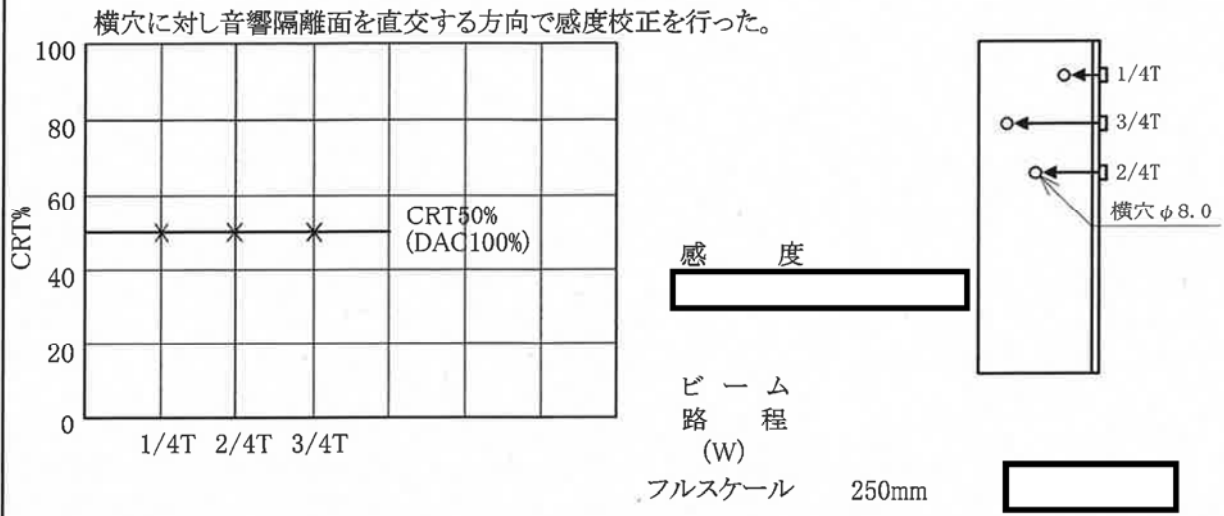 横穴に対し音響隔離面を直交する方向で感度校正を行った。
100
80
60
40
20
0
CRT%
CRT50%
(DAC100%)
1/4T 2/4T 3/4T
1/4T
3/4T
2/4T
横穴φ8.0
感度
ビーム
路程
(W)
フルスケール 250mm